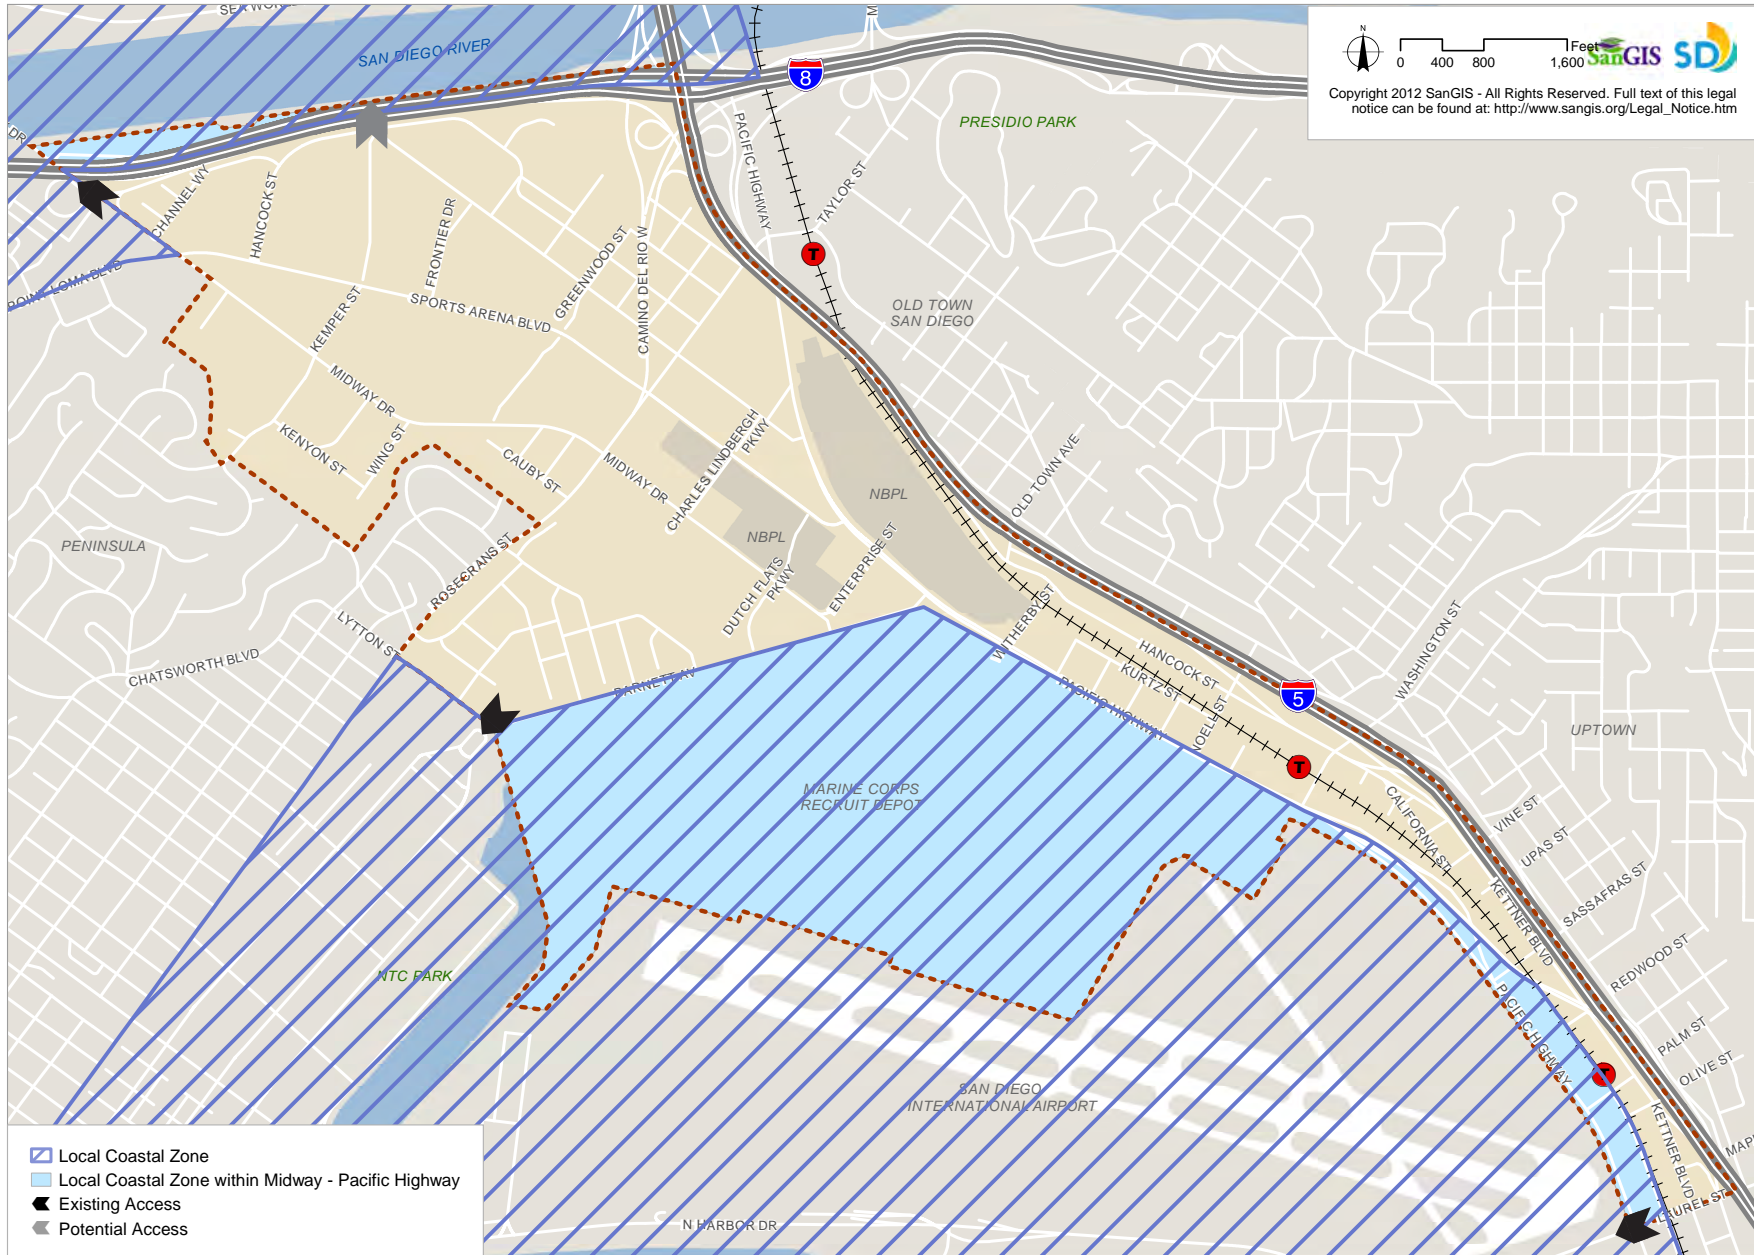 SAN DIEGO RIVER
M
8
N
Feet
0 400 800 1,600
SanGIS SD
Copyright 2012 SanGIS - All Rights Reserved. Full text of this legal
notice can be found at: http://www.sangis.org/Legal_Notice.htm
PRESIDIO PARK
DR
PACIFIC HIGHWAY
TAYLOR ST
CHANNEL WY
HANCOCK ST
FRONTIER DR
GREENWOOD ST
CAMINO DEL RIO W
T
POINT LOMA BLVD
KEMPER ST
SPORTS ARENA BLVD
OLD TOWN
SAN DIEGO
MIDWAY DR
KENYON ST
WING ST
CAUBY ST
MIDWAY DR
CHARLES LINDBERGH
PKWY
NBPL
OLD TOWN AVE
NBPL
PENINSULA
ROSECRANS ST
ENTERPRISE ST
DUTCH FLATS
PKWY
LYTTON ST
WITHERBY ST
CHATSWORTH BLVD
BARNETT AV
HANCOCK ST
KURTZ ST
PACIFIC HIGHWAY
NOELL ST
WASHINGTON ST
5
UPTOWN
T
MARINE CORPS
RECRUIT DEPOT
CALIFORNIA ST
VINE ST
UPAS ST
SASSAFRAS ST
KETTNER BLVD
REDWOOD ST
NTC PARK
PACIFIC HIGHWAY
PALM ST
OLIVE ST
T
SAN DIEGO
INTERNATIONAL AIRPORT
KETTNER BLVD
LAUREL ST
N HARBOR DR
Local Coastal Zone
Local Coastal Zone within Midway - Pacific Highway
Existing Access
Potential Access